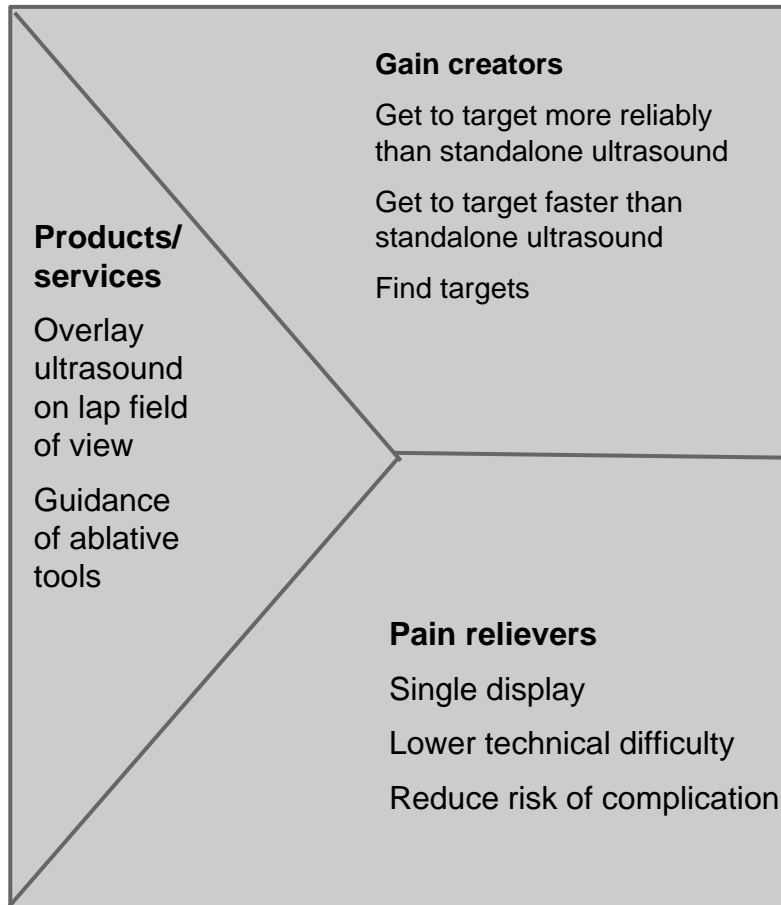 Gain creators
Get to target more reliably
than standalone ultrasound
Get to target faster than
standalone ultrasound
Find targets
Products/
services
Overlay
ultrasound
on lap field
of view
Guidance
of ablative
tools
Pain relievers
Single display
Lower technical difficulty
Reduce risk of complication